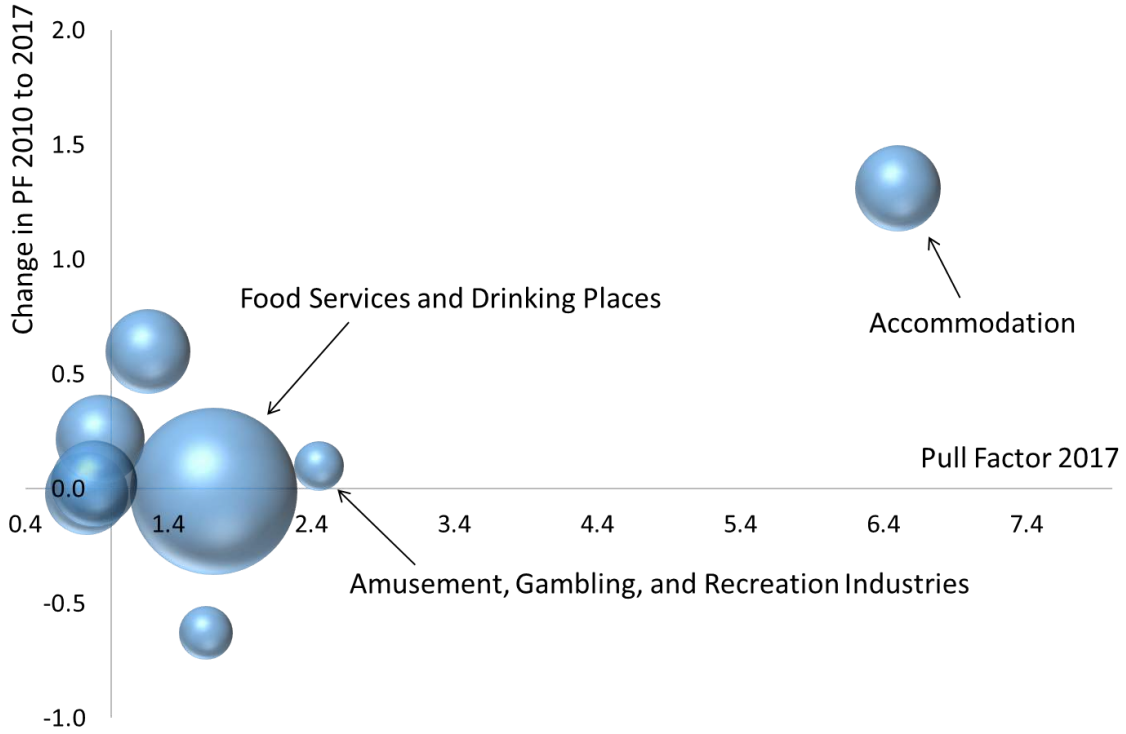 Change in PF 2010 to 2017
2.0
1.5
1.0
0.5
0.0
-0.5
-1.0
Food Services and Drinking Places
Accommodation
Pull Factor 2017
0.4 1.4 2.4 3.4 4.4 5.4 6.4 7.4
Amusement, Gambling, and Recreation Industries